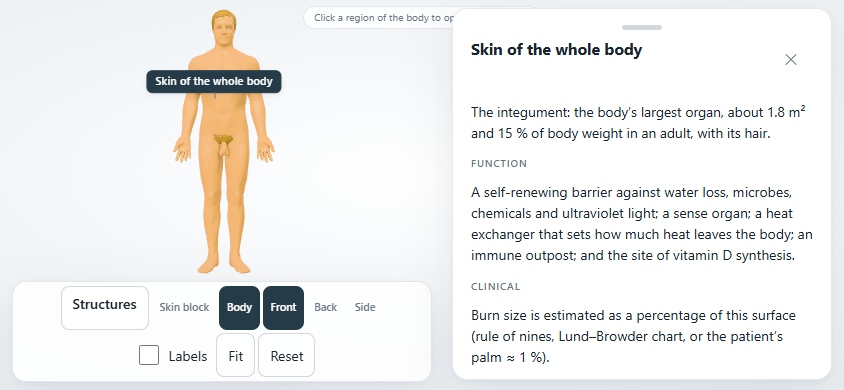 Click a region of the body to op
Skin of the whole body
Skin of the whole body
The integument: the body’s largest organ, about 1.8 m²
and 15 % of body weight in an adult, with its hair.
FUNCTION
A self-renewing barrier against water loss, microbes,
chemicals and ultraviolet light; a sense organ; a heat
exchanger that sets how much heat leaves the body; an
immune outpost; and the site of vitamin D synthesis.
CLINICAL
Burn size is estimated as a percentage of this surface
(rule of nines, Lund–Browder chart, or the patient’s
palm ≈ 1 %).
Structures Skin block Body Front Back Side
Labels Fit Reset